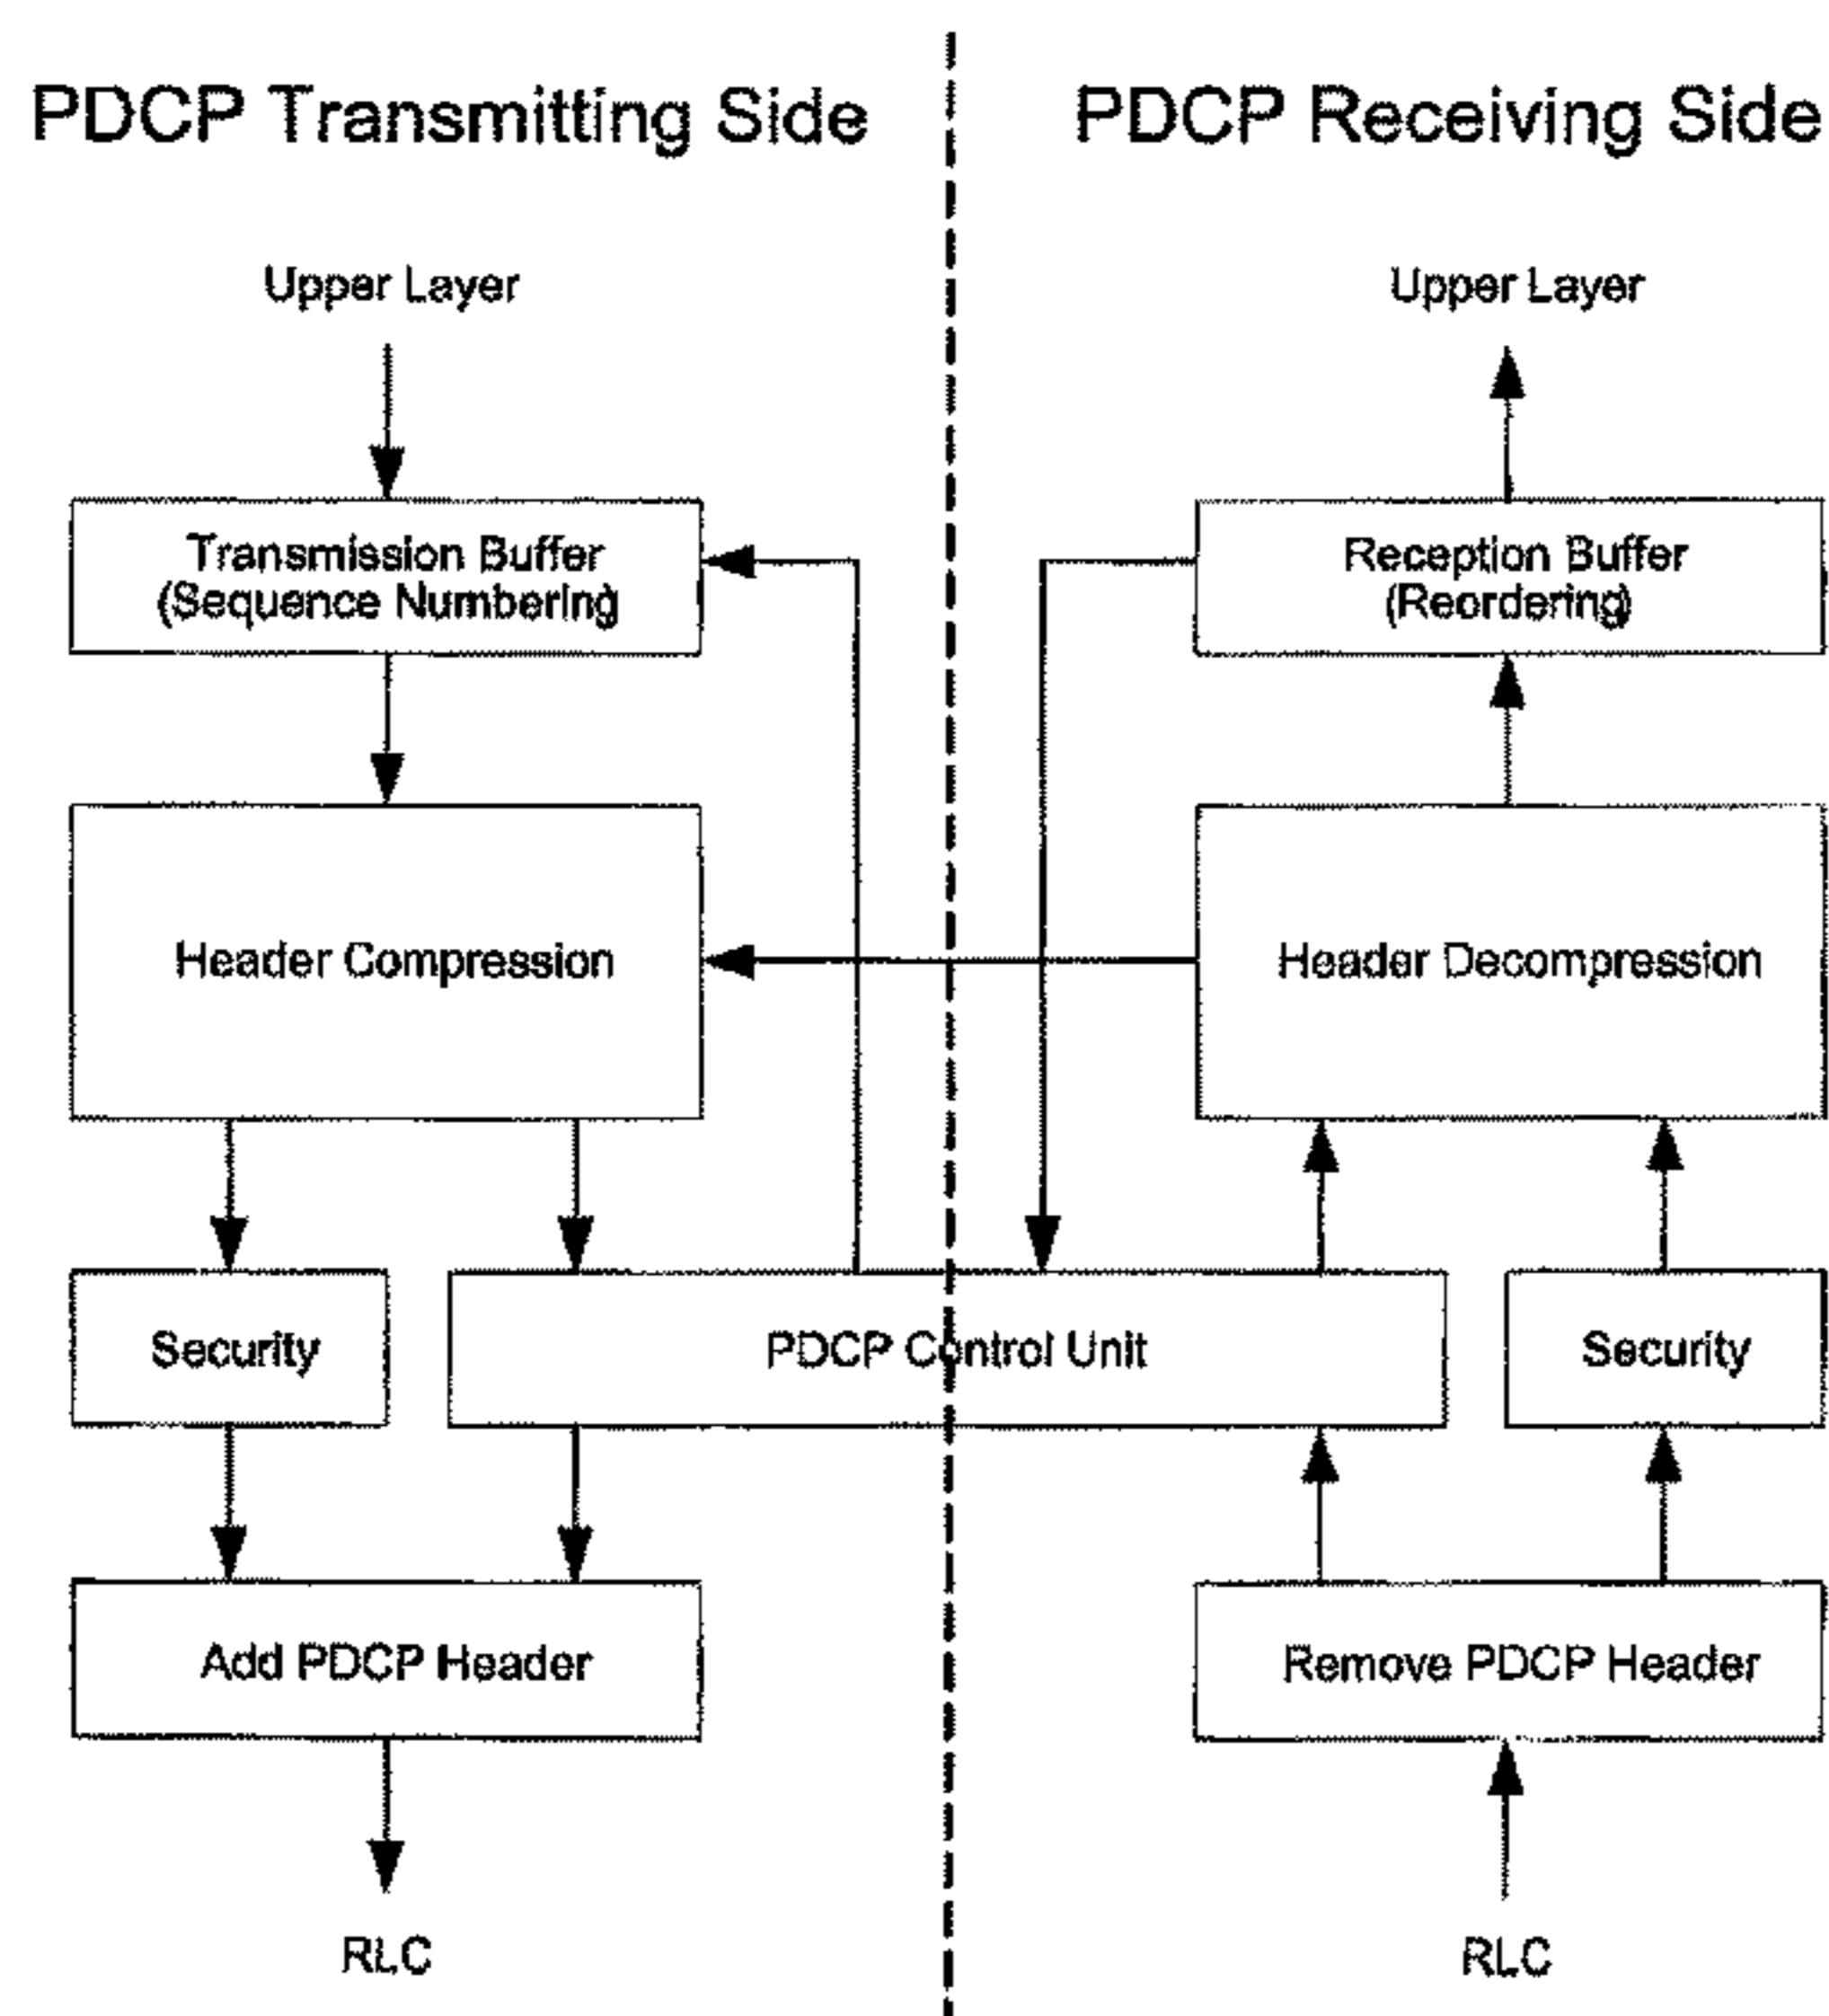 PDCP Transmitting Side
PDCP Receiving Side
Upper Layer
Upper Layer
Transmission Buffer
(Sequence Numbering)
Reception Buffer
(Reordering)
Header Compression
Header Decompression
Security
PDCP Control Unit
Security
Add PDCP Header
Remove PDCP Header
RLC
RLC